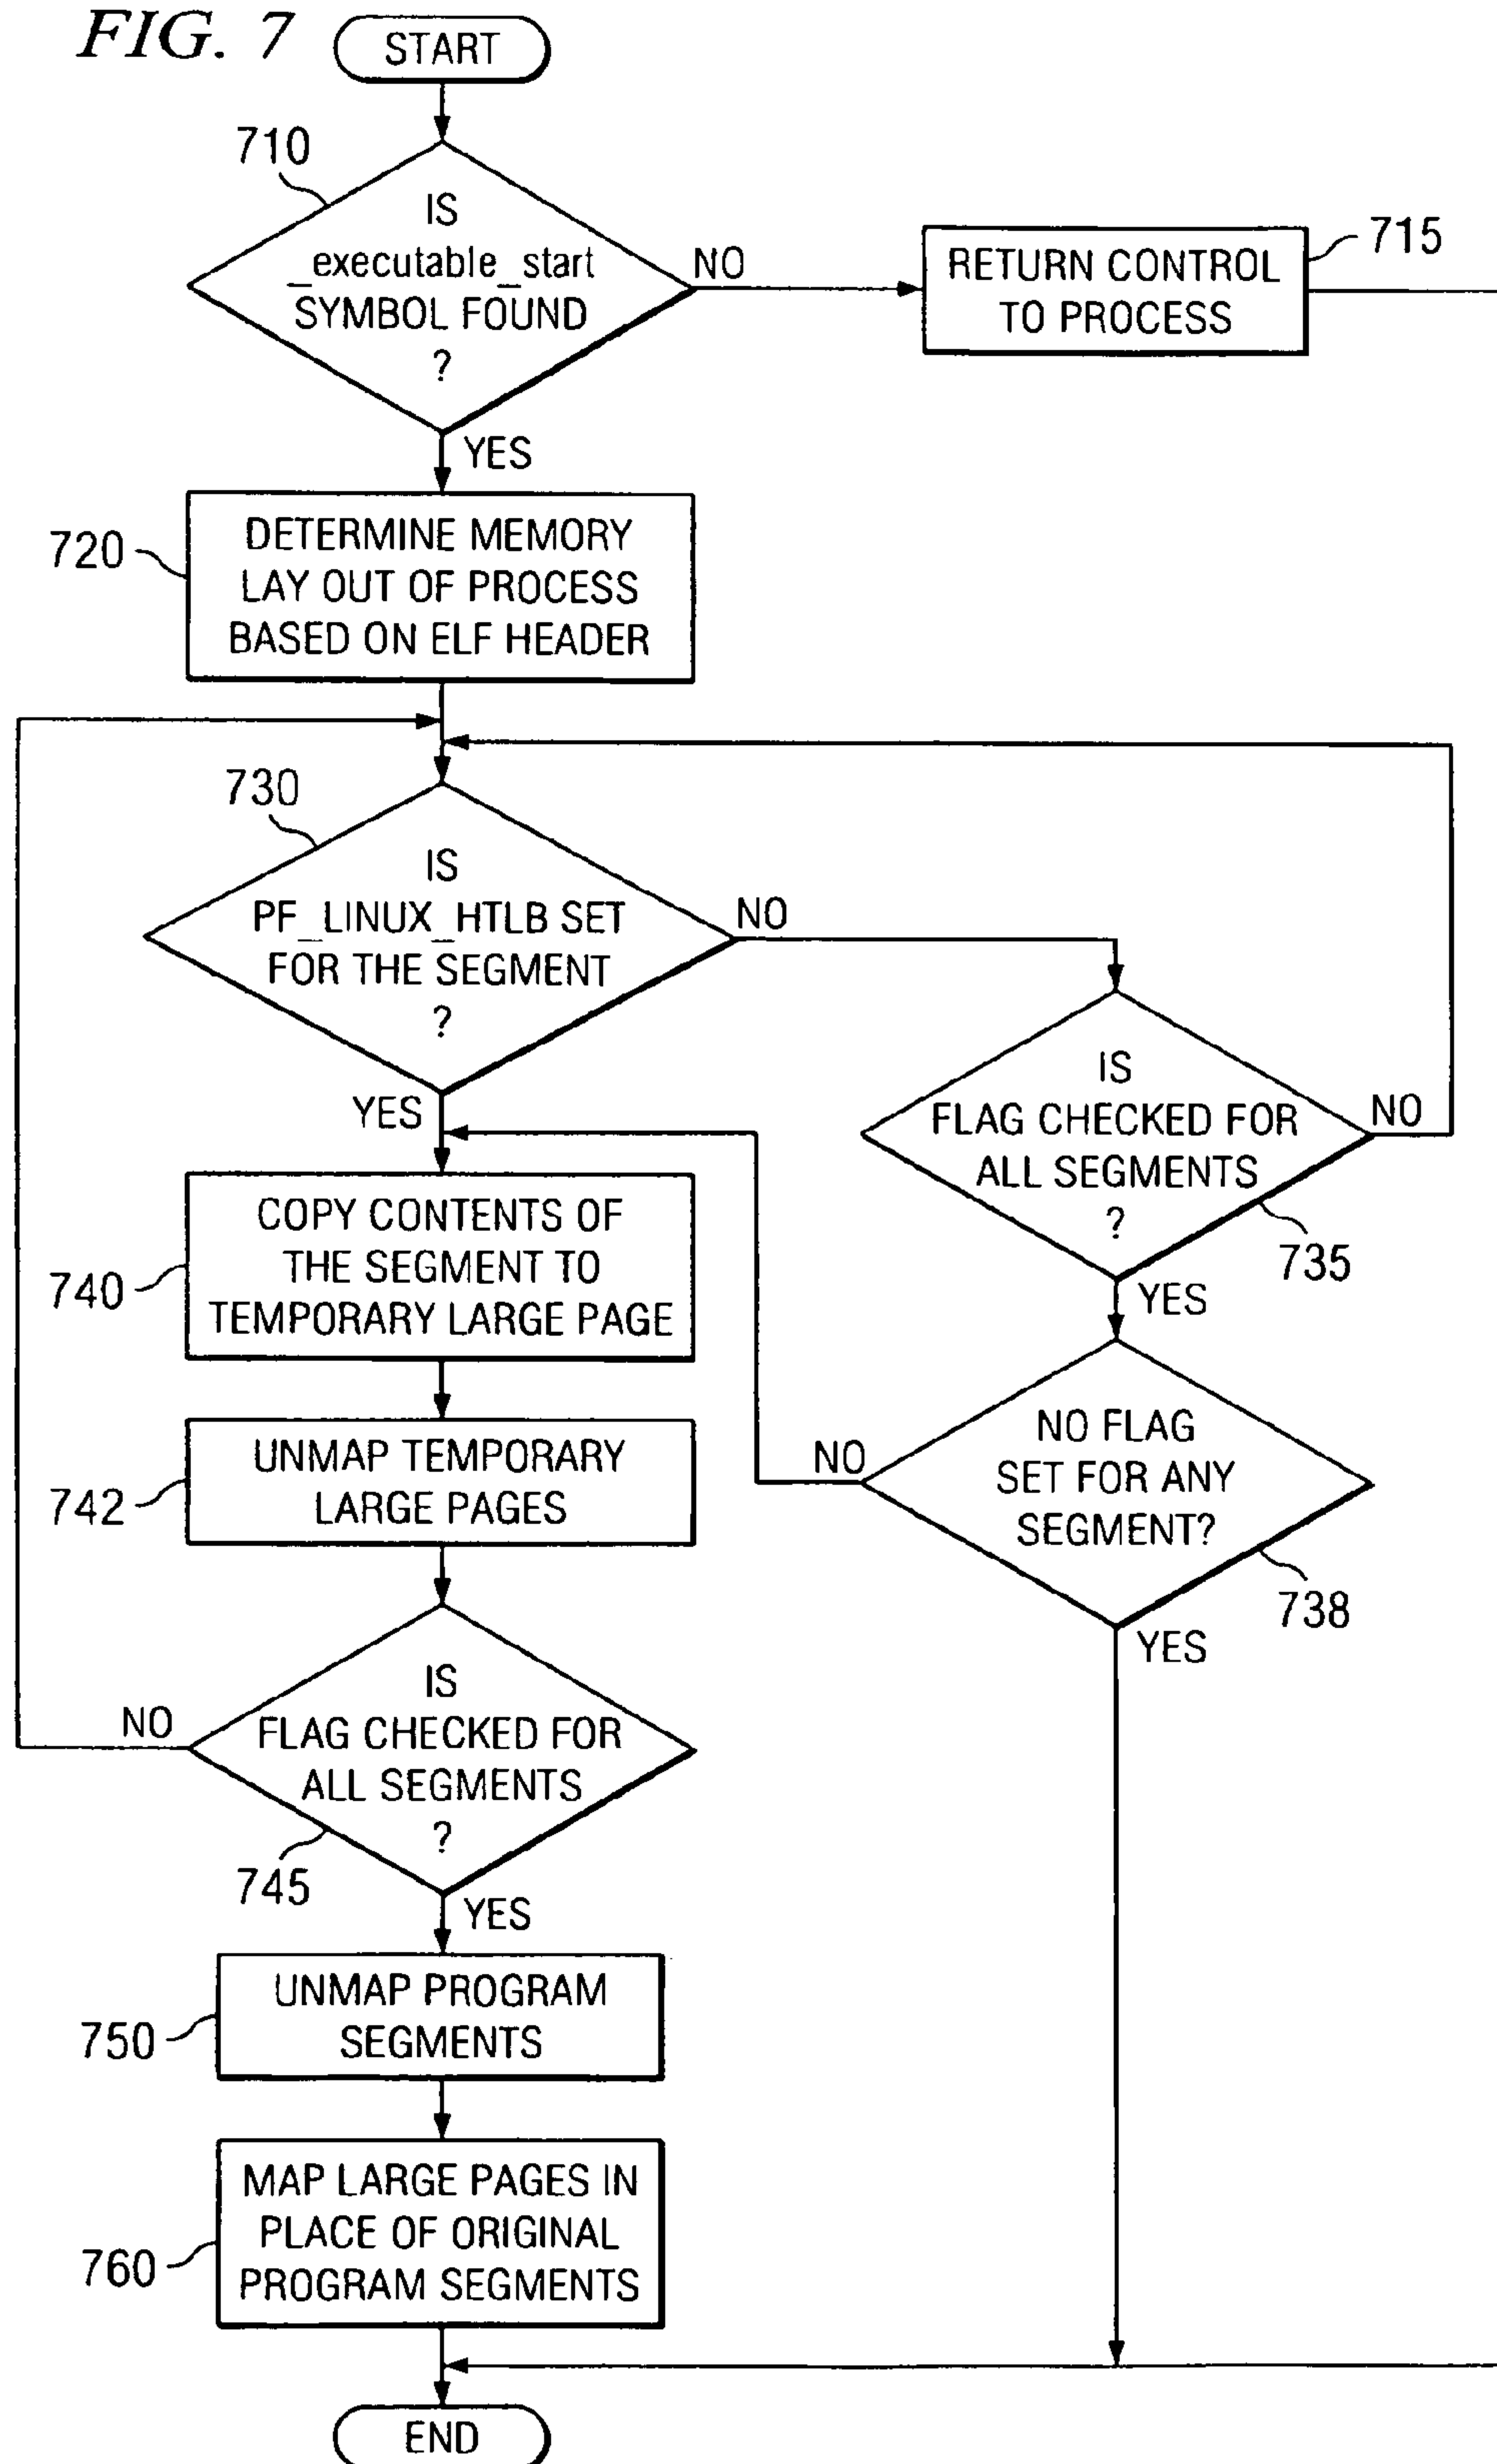 FIG. 7
START
710
IS
_executable_start
SYMBOL FOUND
?
NO
RETURN CONTROL
TO PROCESS
715
YES
720
DETERMINE MEMORY
LAY OUT OF PROCESS
BASED ON ELF HEADER
730
IS
PF_LINUX_HTLB SET
FOR THE SEGMENT
?
NO
YES
IS
FLAG CHECKED FOR
ALL SEGMENTS
?
NO
735
YES
740
COPY CONTENTS OF
THE SEGMENT TO
TEMPORARY LARGE PAGE
NO FLAG
SET FOR ANY
SEGMENT?
NO
738
YES
742
UNMAP TEMPORARY
LARGE PAGES
IS
FLAG CHECKED FOR
ALL SEGMENTS
?
NO
745
YES
750
UNMAP PROGRAM
SEGMENTS
760
MAP LARGE PAGES IN
PLACE OF ORIGINAL
PROGRAM SEGMENTS
END